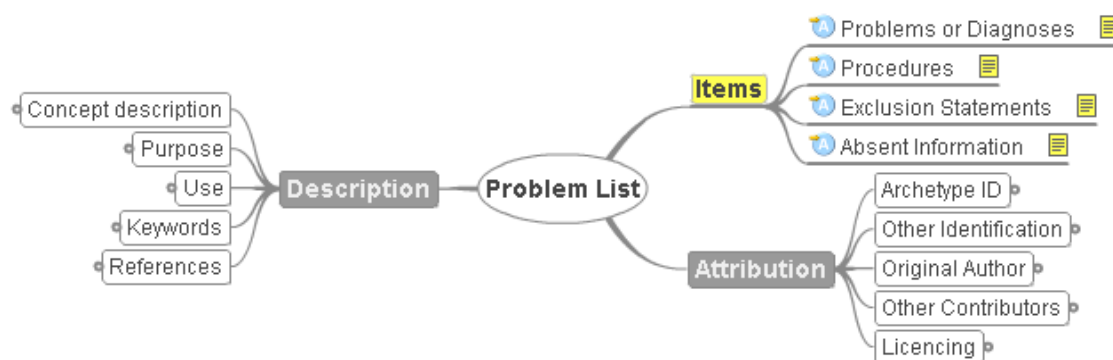 Problem List
Description
Concept description
Purpose
Use
Keywords
References
Items
A Problems or Diagnoses
A Procedures
A Exclusion Statements
A Absent Information
Attribution
Archetype ID
Other Identification
Original Author
Other Contributors
Licencing